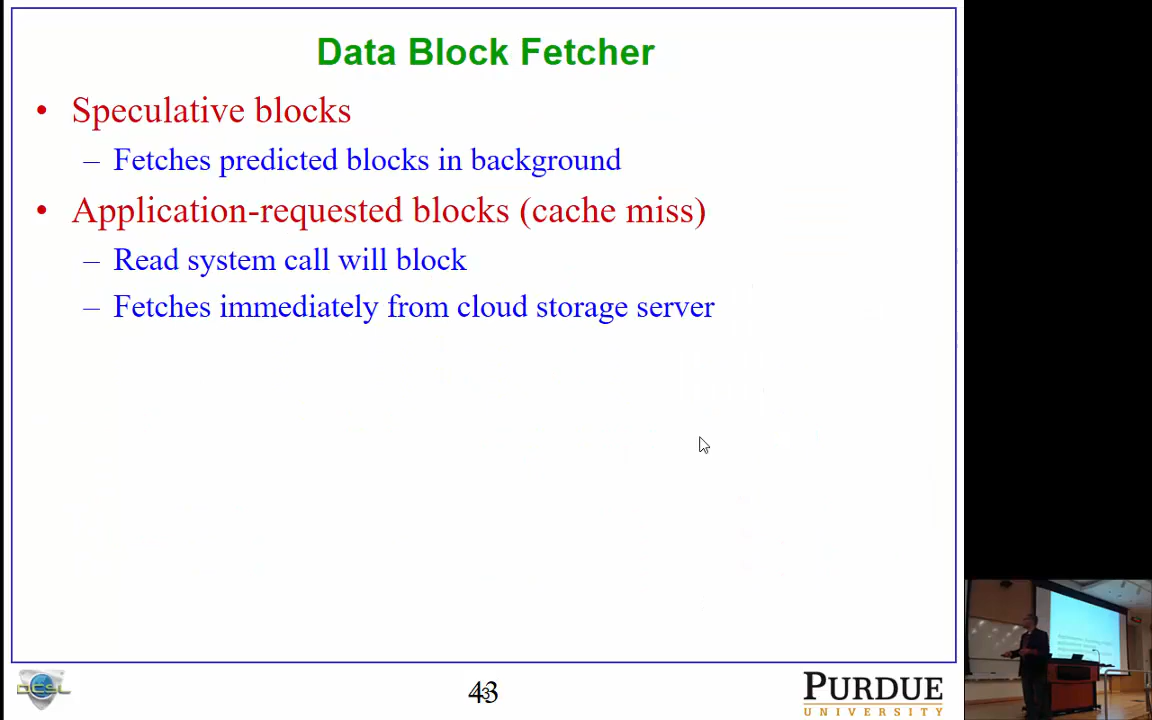 Data Block Fetcher
• Speculative blocks
– Fetches predicted blocks in background
• Application-requested blocks (cache miss)
– Read system call will block
– Fetches immediately from cloud storage server
DCSL
43
PURDUE
UNIVERSITY